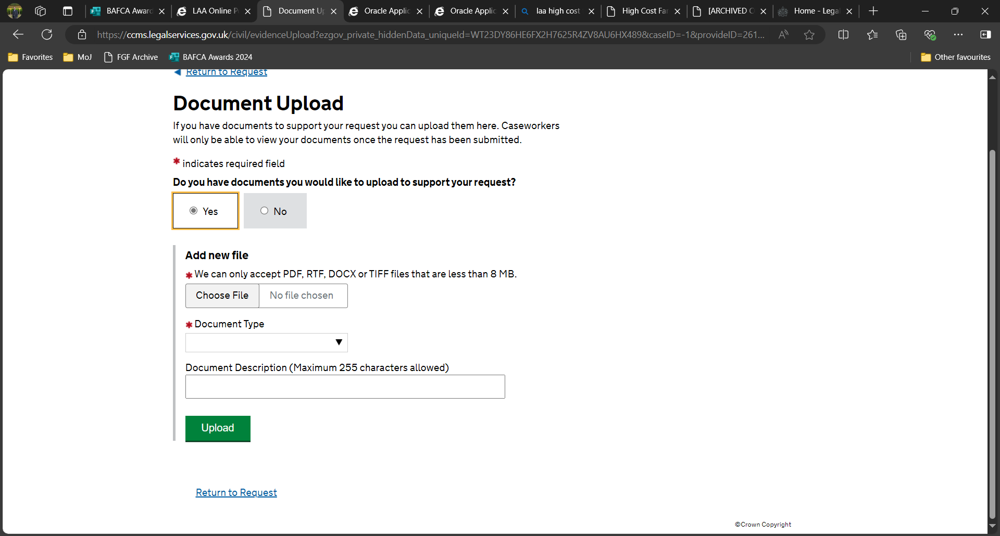 BAFCA Award
LAA Online P
Document Up
Oracle Applic
Oracle Applic
laa high cost
High Cost Fa
[ARCHIVED C
Home - Legal
https://ccms.legalservices.gov.uk/civil/evidenceUpload?ezgov_private_hiddenData_uniqueId=WT23DY86HE6FX2H7625R4ZV8AU6HX489&caseID=-1&provideID=261...
Favorites
MoJ
FGF Archive
BAFCA Awards 2024
Other favourites
Return to Request
Document Upload
If you have documents to support your request you can upload them here. Caseworkers
will only be able to view your documents once the request has been submitted.
* indicates required field
Do you have documents you would like to upload to support your request?
Yes
No
Add new file
* We can only accept PDF, RTF, DOCX or TIFF files that are less than 8 MB.
Choose File
No file chosen
* Document Type
Document Description (Maximum 255 characters allowed)
Upload
Return to Request
©Crown Copyright